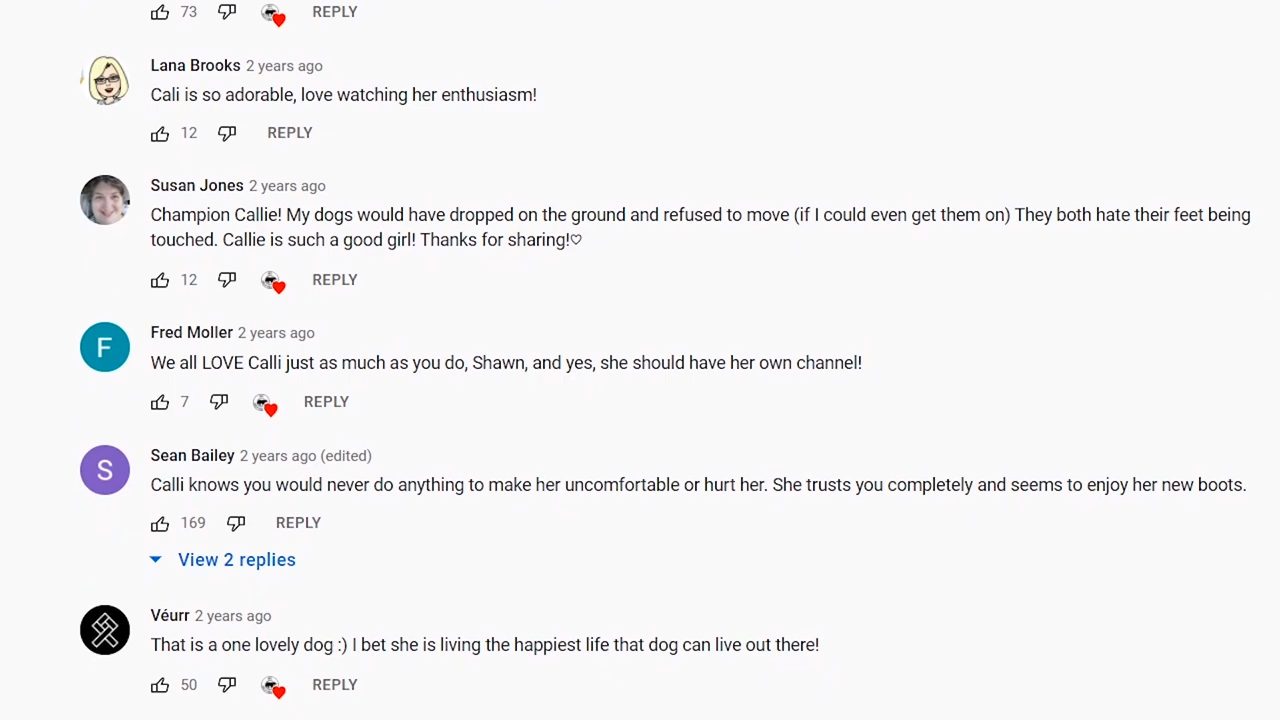 73 REPLY
Lana Brooks 2 years ago
Cali is so adorable, love watching her enthusiasm!
12 REPLY
Susan Jones 2 years ago
Champion Callie! My dogs would have dropped on the ground and refused to move (if I could even get them on) They both hate their feet being
touched. Callie is such a good girl! Thanks for sharing!♡
12 REPLY
F
Fred Moller 2 years ago
We all LOVE Calli just as much as you do, Shawn, and yes, she should have her own channel!
7 REPLY
S
Sean Bailey 2 years ago (edited)
Calli knows you would never do anything to make her uncomfortable or hurt her. She trusts you completely and seems to enjoy her new boots.
169 REPLY
View 2 replies
Véurr 2 years ago
That is a one lovely dog :) I bet she is living the happiest life that dog can live out there!
50 REPLY